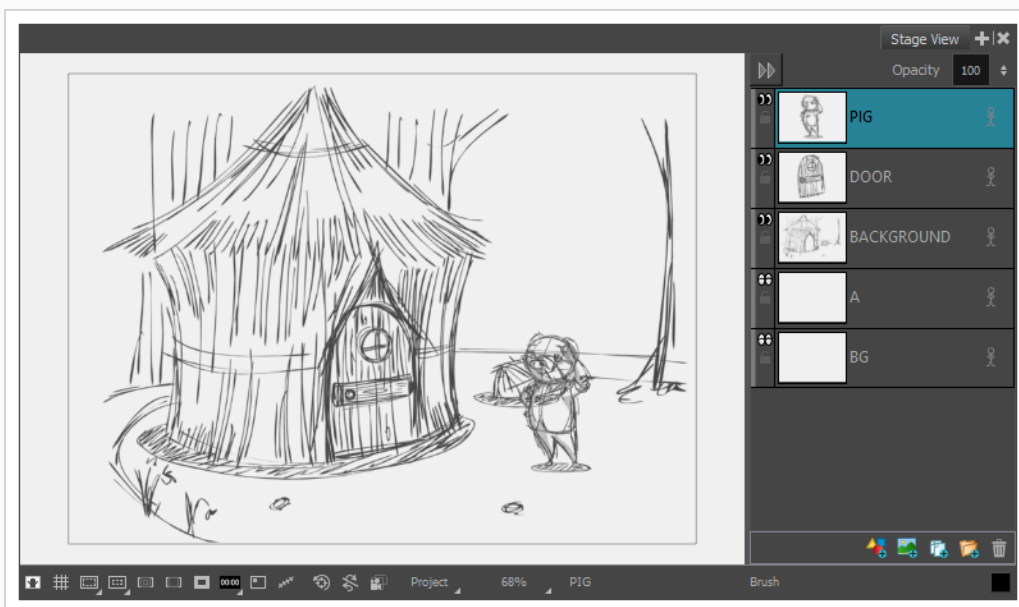 Stage View
Opacity 100
PIG
DOOR
BACKGROUND
A
BG
00:00
Project 68% PIG Brush